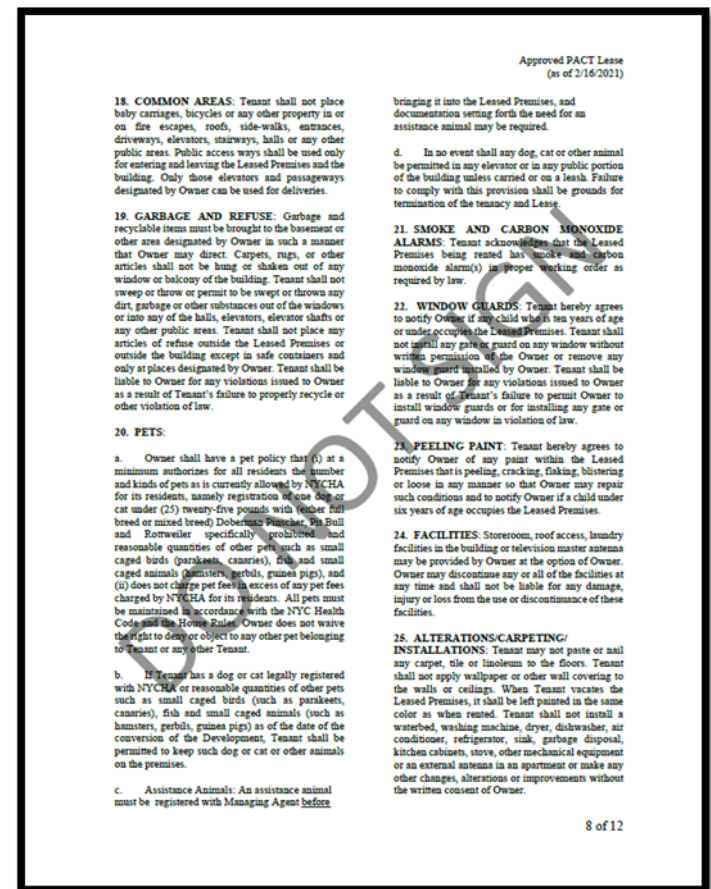 Approved PACT Lease
(as of 2/16/2021)
18. COMMON AREAS: Tenant shall not place
baby carriages, bicycles or any other property in or
on fire escapes, roofs, side-walks, entrances,
driveways, elevators, stairways, halls or any other
public areas. Public access ways shall be used only
for entering and leaving the Leased Premises and the
building. Only those elevators and passageways
designated by Owner can be used for deliveries.
19. GARBAGE AND REFUSE: Garbage and
recyclable items must be brought to the basement or
other area designated by Owner in such a manner
that Owner may direct. Carpets, rugs, or other
articles shall not be hung or shaken out of any
window or balcony of the building. Tenant shall not
sweep or throw or permit to be swept or thrown any
dirt, garbage or other substances out of the windows
or into any of the halls, elevators, elevator shafts or
any other public areas. Tenant shall not place any
articles of refuse outside the Leased Premises or
outside the building except in safe containers and
only at places designated by Owner. Tenant shall be
liable to Owner for any violations issued to Owner
as a result of Tenant's failure to properly recycle or
other violation of law.
20. PETS:
a. Owner shall have a pet policy that (i) at a
minimum authorizes for all residents the number
and kinds of pets as is currently allowed by NYCHA
for its residents, namely registration of one dog or
cat under (25) twenty-five pounds with (either full
breed or mixed breed) Doberman Pinscher, Pit Bull
and Rottweiler specifically prohibited and
reasonable quantities of other pets such as small
caged birds (parakeets, canaries), fish and small
caged animals (hamsters, gerbils, guinea pigs), and
(ii) does not charge pet fees in excess of any pet fees
charged by NYCHA for its residents. All pets must
be maintained in accordance with the NYC Health
Code and the House Rules. Owner does not waive
the right to deny or object to any other pet belonging
to Tenant or any other Tenant.
b. If Tenant has a dog or cat legally registered
with NYCHA or reasonable quantities of other pets
such as small caged birds (such as parakeets,
canaries), fish and small caged animals (such as
hamsters, gerbils, guinea pigs) as of the date of the
conversion of the Development, Tenant shall be
permitted to keep such dog or cat or other animals
on the premises.
c. Assistance Animals: An assistance animal
must be registered with Managing Agent before
bringing it into the Leased Premises, and
documentation setting forth the need for an
assistance animal may be required.
d. In no event shall any dog, cat or other animal
be permitted in any elevator or in any public portion
of the building unless carried or on a leash. Failure
to comply with this provision shall be grounds for
termination of the tenancy and Lease.
21. SMOKE AND CARBON MONOXIDE
ALARMS: Tenant acknowledges that the Leased
Premises being rented has smoke and carbon
monoxide alarm(s) in proper working order as
required by law.
22. WINDOW GUARDS: Tenant hereby agrees
to notify Owner if any child who is ten years of age
or under occupies the Leased Premises. Tenant shall
not install any gate or guard on any window without
written permission of the Owner or remove any
window guard installed by Owner. Tenant shall be
liable to Owner for any violations issued to Owner
as a result of Tenant's failure to permit Owner to
install window guards or for installing any gate or
guard on any window in violation of law.
23. PEELING PAINT: Tenant hereby agrees to
notify Owner of any paint within the Leased
Premises that is peeling, cracking, flaking, blistering
or loose in any manner so that Owner may repair
such conditions and to notify Owner if a child under
six years of age occupies the Leased Premises.
24. FACILITIES: Storeroom, roof access, laundry
facilities in the building or television master antenna
may be provided by Owner at the option of Owner.
Owner may discontinue any or all of the facilities at
any time and shall not be liable for any damage,
injury or loss from the use or discontinuance of these
facilities.
25. ALTERATIONS/CARPETING/
INSTALLATIONS: Tenant may not paste or nail
any carpet, tile or linoleum to the floors. Tenant
shall not apply wallpaper or other wall covering to
the walls or ceilings. When Tenant vacates the
Leased Premises, it shall be left painted in the same
color as when rented. Tenant shall not install a
waterbed, washing machine, dryer, dishwasher, air
conditioner, refrigerator, sink, garbage disposal,
kitchen cabinets, stove, other mechanical equipment
or an external antenna in an apartment or make any
other changes, alterations or improvements without
the written consent of Owner.
8 of 12
DO NOT SIGN